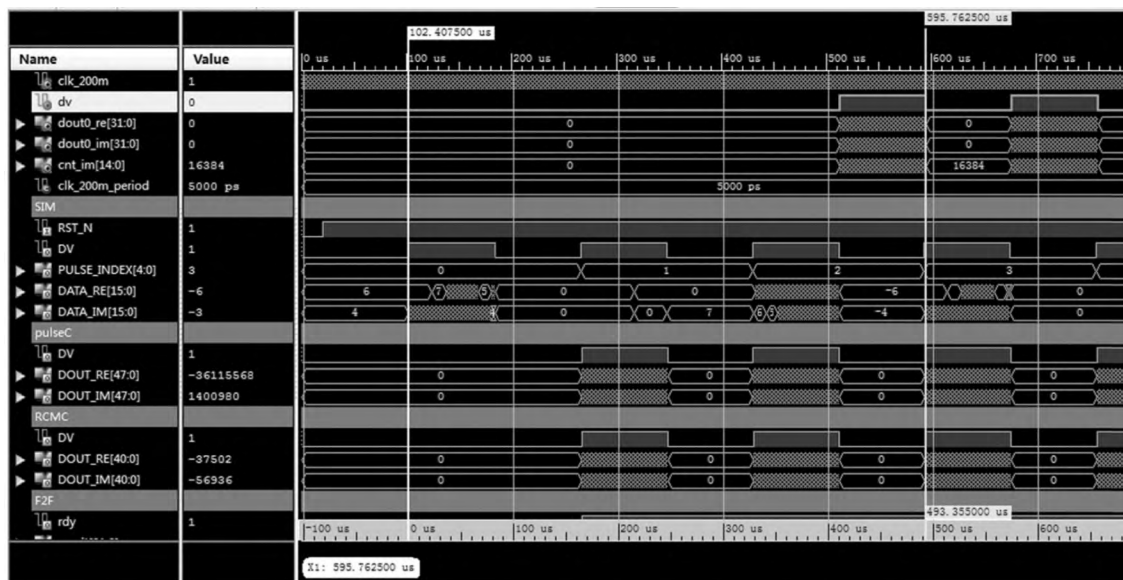 102.407500 us 595.762500 us
Name Value 0 us 100 us 200 us 300 us 400 us 500 us 600 us 700 us
clk_200m 1
dv 0
dout0_re[31:0] 0 0 0
dout0_im[31:0] 0 0 0
cnt_im[14:0] 16384 0 16384
clk_200m_period 5000 ps 5000 ps
SIM
RST_N 1
DV 1
PULSE_INDEX[4:0] 3 0 1 2 3
DATA_RE[15:0] -6 6 7 5 0 0 -6 0
DATA_IM[15:0] -3 4 4 0 0 7 6 5 -4 0
pulseC
DV 1
DOUT_RE[47:0] -36115568 0 0 0 0
DOUT_IM[47:0] 1400980 0 0 0 0
RCMC
DV 1
DOUT_RE[40:0] -37502 0 0 0 0
DOUT_IM[40:0] -56936 0 0 0 0
F2F
493.355000 us
rdy 1 -100 us 0 us 100 us 200 us 300 us 400 us 500 us 600 us
X1: 595.762500 us